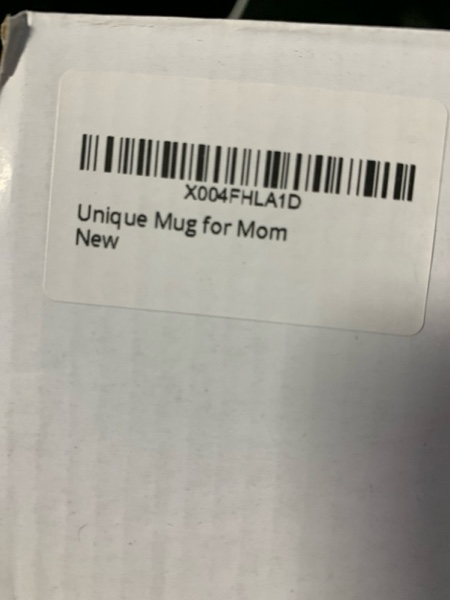 X004FHLA1D
Unique Mug for Mom
New